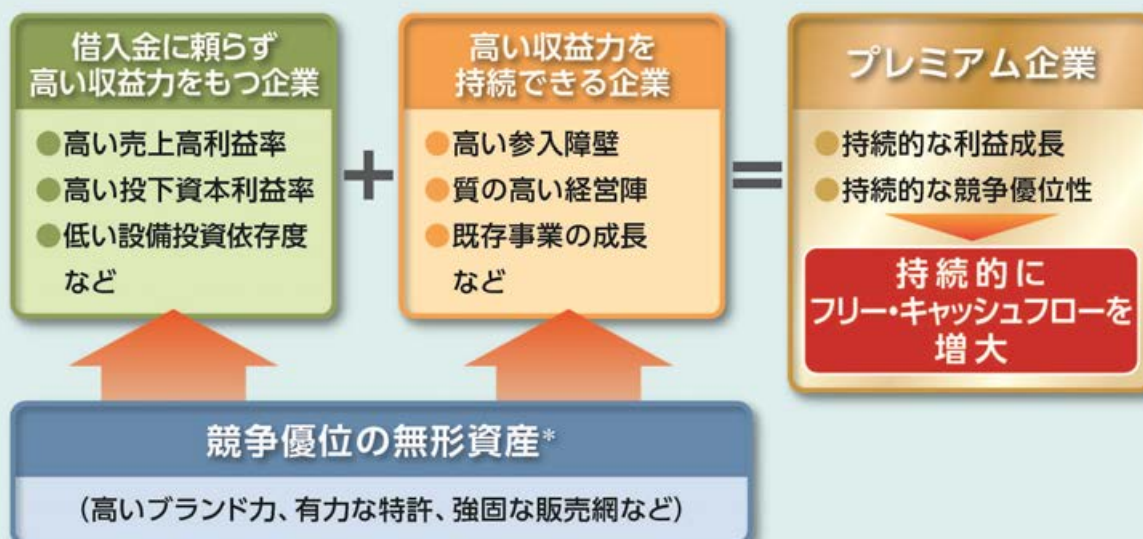 借入金に頼らず
高い収益力をもつ企業
●高い売上高利益率
●高い投下資本利益率
●低い設備投資依存度
など
+
高い収益力を
持続できる企業
●高い参入障壁
●質の高い経営陣
●既存事業の成長
など
=
プレミアム企業
●持続的な利益成長
●持続的な競争優位性
持続的に
フリー・キャッシュフローを
増大
競争優位の無形資産*
(高いブランド力、有力な特許、強固な販売網など)